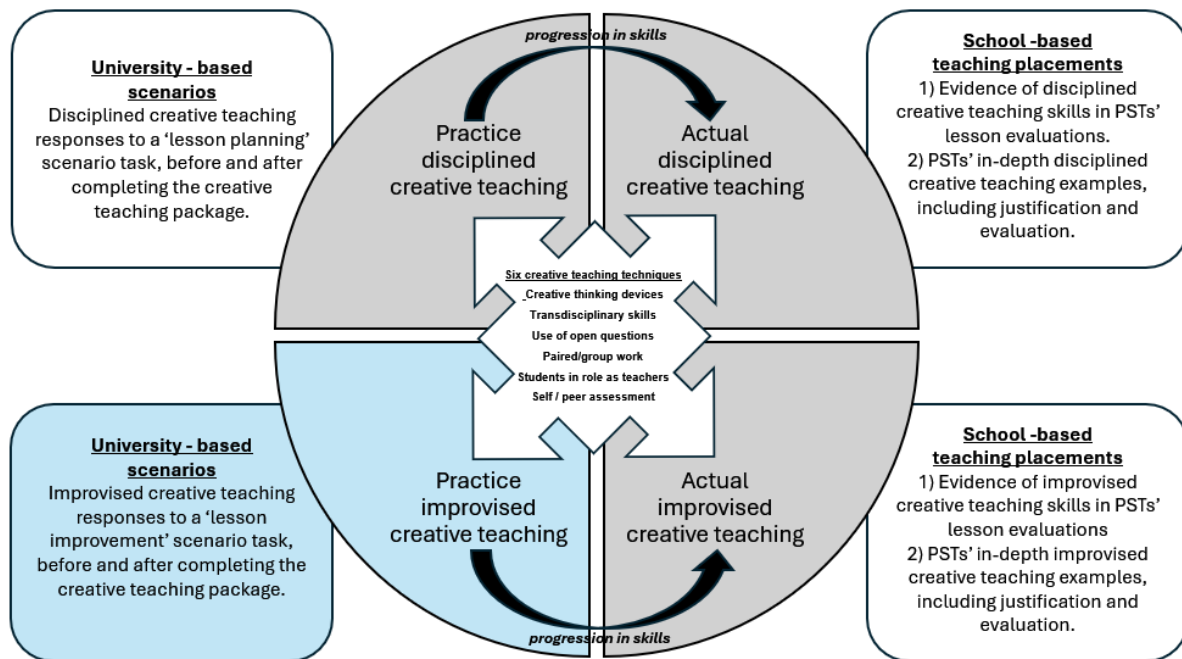 University - based
scenarios
Disciplined creative teaching
responses to a ‘lesson planning’
scenario task, before and after
completing the creative
teaching package.
progression in skills
Practice
disciplined
creative teaching
Actual
disciplined
creative teaching
School -based
teaching placements
1) Evidence of disciplined
creative teaching skills in PSTs’
lesson evaluations.
2) PSTs’ in-depth disciplined
creative teaching examples,
including justification and
evaluation.
Six creative teaching techniques
Creative thinking devices
Transdisciplinary skills
Use of open questions
Paired/group work
Students in role as teachers
Self / peer assessment
University - based
scenarios
Improvised creative teaching
responses to a ‘lesson
improvement’ scenario task,
before and after completing the
creative teaching package.
Practice
improvised
creative teaching
Actual
improvised
creative teaching
progression in skills
School -based
teaching placements
1) Evidence of improvised
creative teaching skills in PSTs’
lesson evaluations
2) PSTs’ in-depth improvised
creative teaching examples,
including justification and
evaluation.